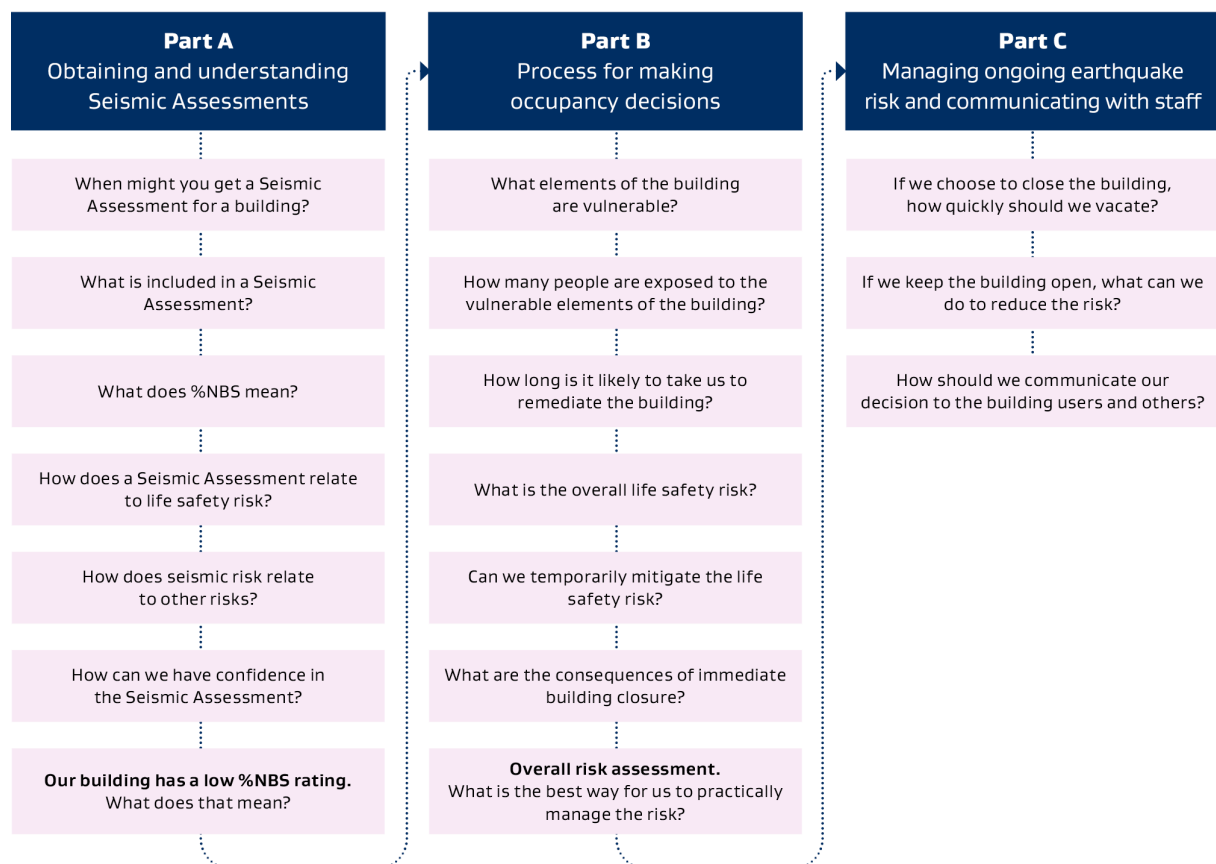 Part A
Obtaining and understanding
Seismic Assessments
When might you get a Seismic
Assessment for a building?
What is included in a Seismic
Assessment?
What does %NBS mean?
How does a Seismic Assessment relate
to life safety risk?
How does seismic risk relate
to other risks?
How can we have confidence in
the Seismic Assessment?
Our building has a low %NBS rating.
What does that mean?
Part B
Process for making
occupancy decisions
What elements of the building
are vulnerable?
How many people are exposed to the
vulnerable elements of the building?
How long is it likely to take us to
remediate the building?
What is the overall life safety risk?
Can we temporarily mitigate the life
safety risk?
What are the consequences of immediate
building closure?
Overall risk assessment.
What is the best way for us to practically
manage the risk?
Part C
Managing ongoing earthquake
risk and communicating with staff
If we choose to close the building,
how quickly should we vacate?
If we keep the building open, what can we
do to reduce the risk?
How should we communicate our
decision to the building users and others?